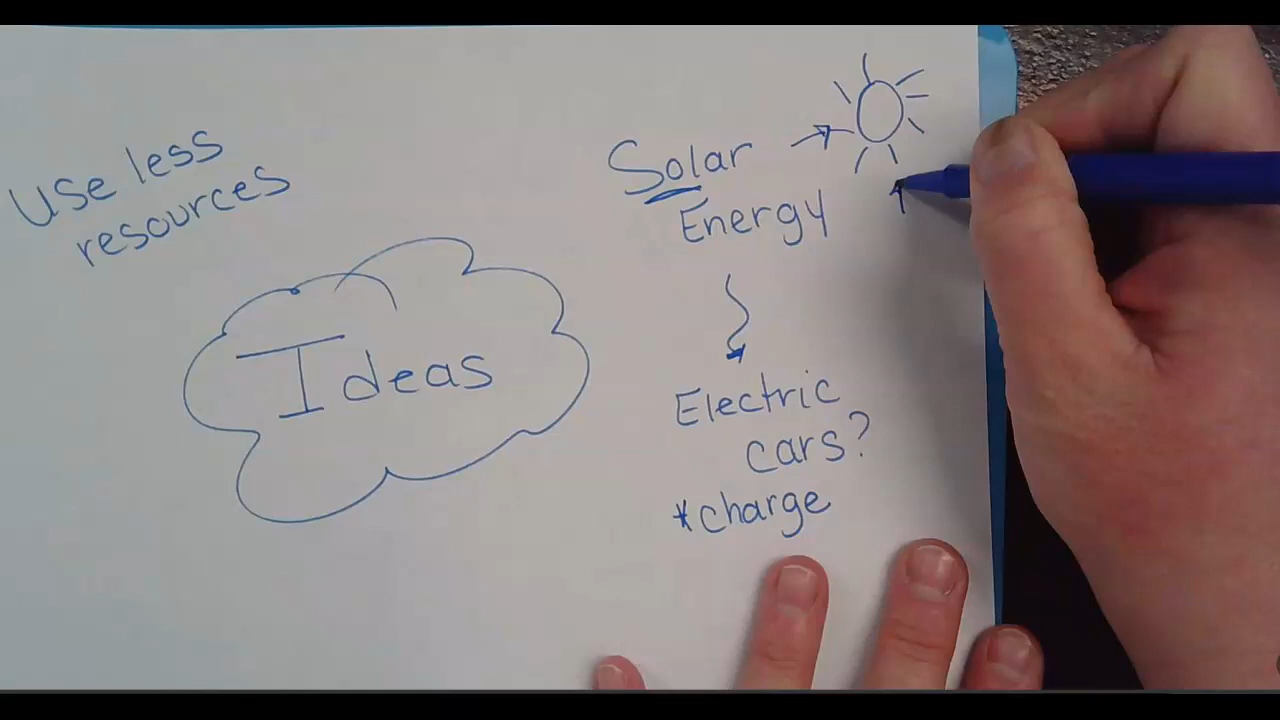 Use less
resources
Ideas
Solar
Energy
Electric
cars?
*charge